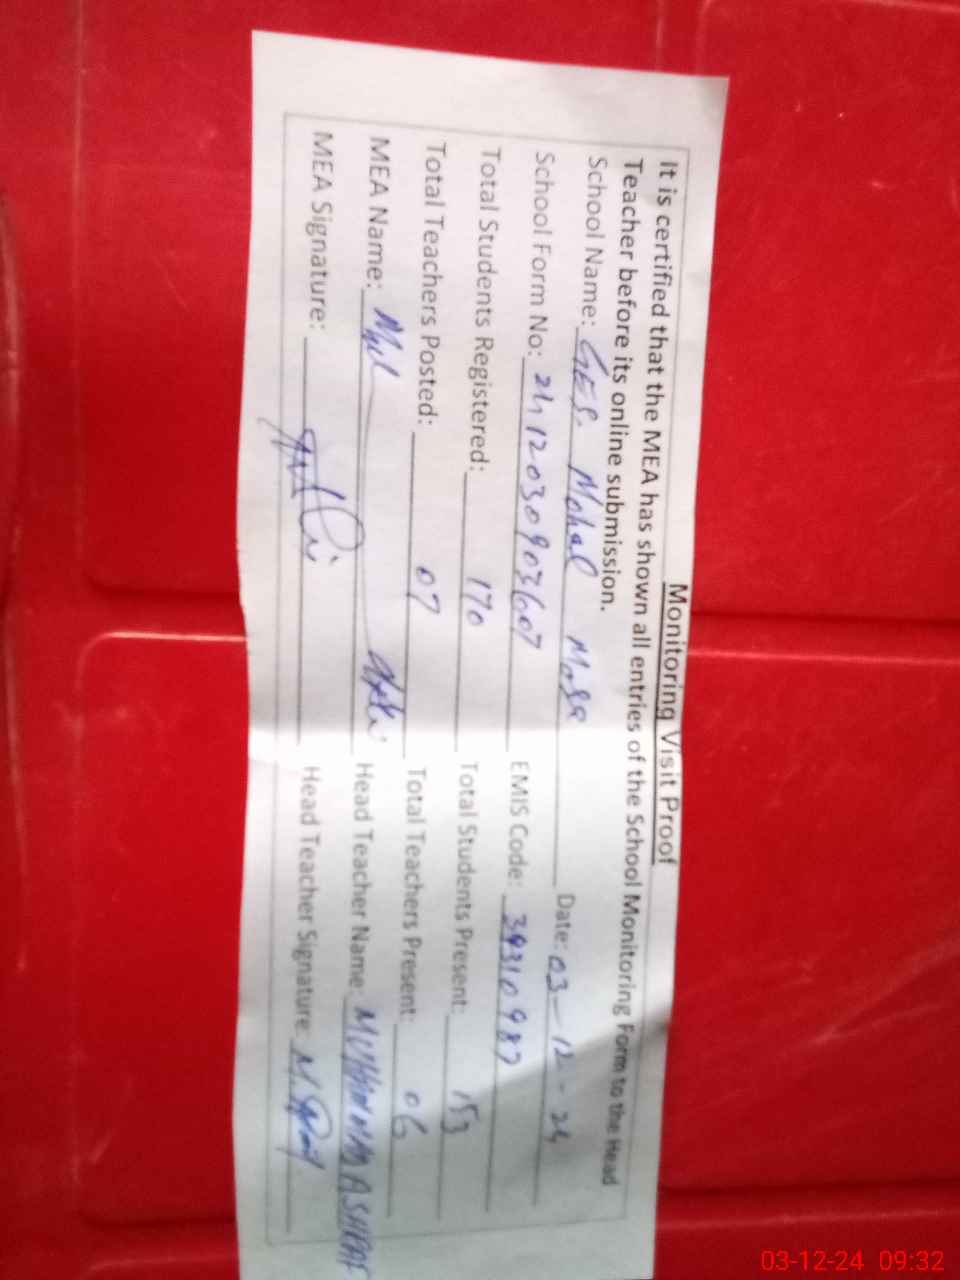 Monitoring Visit Proof
It is certified that the MEA has shown all entries of the School Monitoring Form to the Head
Teacher before its online submission.
School Name: GES. Mohal Date: 03-12-24
School Form No: 2412030903607 EMIS Code: 39310987
Total Students Registered: 170 Total Students Present: 153
Total Teachers Posted: 07 Total Teachers Present: 06
MEA Name: Head Teacher Name: MUHAMMAD ASHRAF
MEA Signature: Head Teacher Signature:
03-12-24 09:32